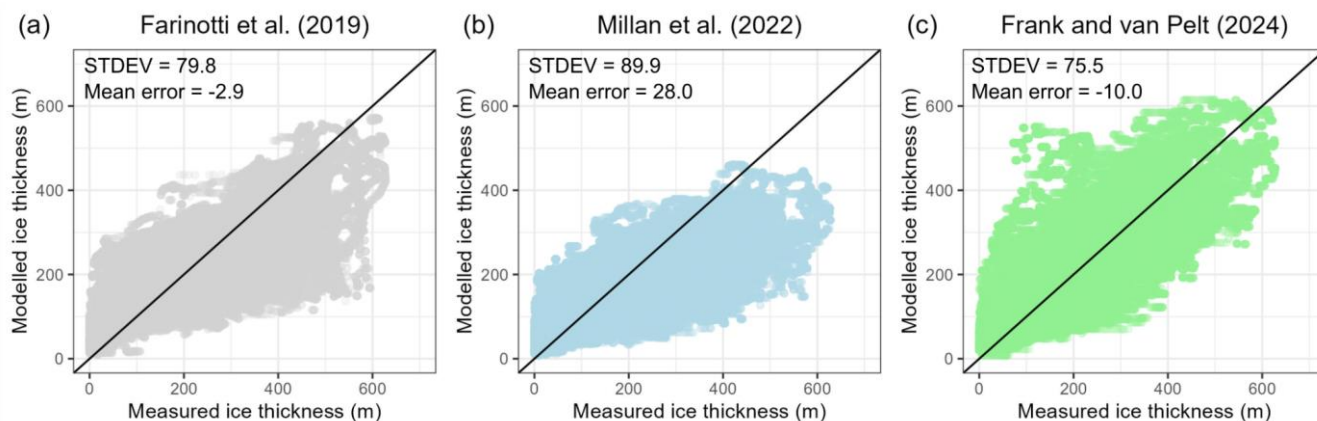 (a) Farinotti et al. (2019)
STDEV = 79.8
Mean error = -2.9
Modelled ice thickness (m)
600
400
200
0
0 200 400 600
Measured ice thickness (m)
(b) Millan et al. (2022)
STDEV = 89.9
Mean error = 28.0
Modelled ice thickness (m)
600
400
200
0
0 200 400 600
Measured ice thickness (m)
(c) Frank and van Pelt (2024)
STDEV = 75.5
Mean error = -10.0
Modelled ice thickness (m)
600
400
200
0
0 200 400 600
Measured ice thickness (m)